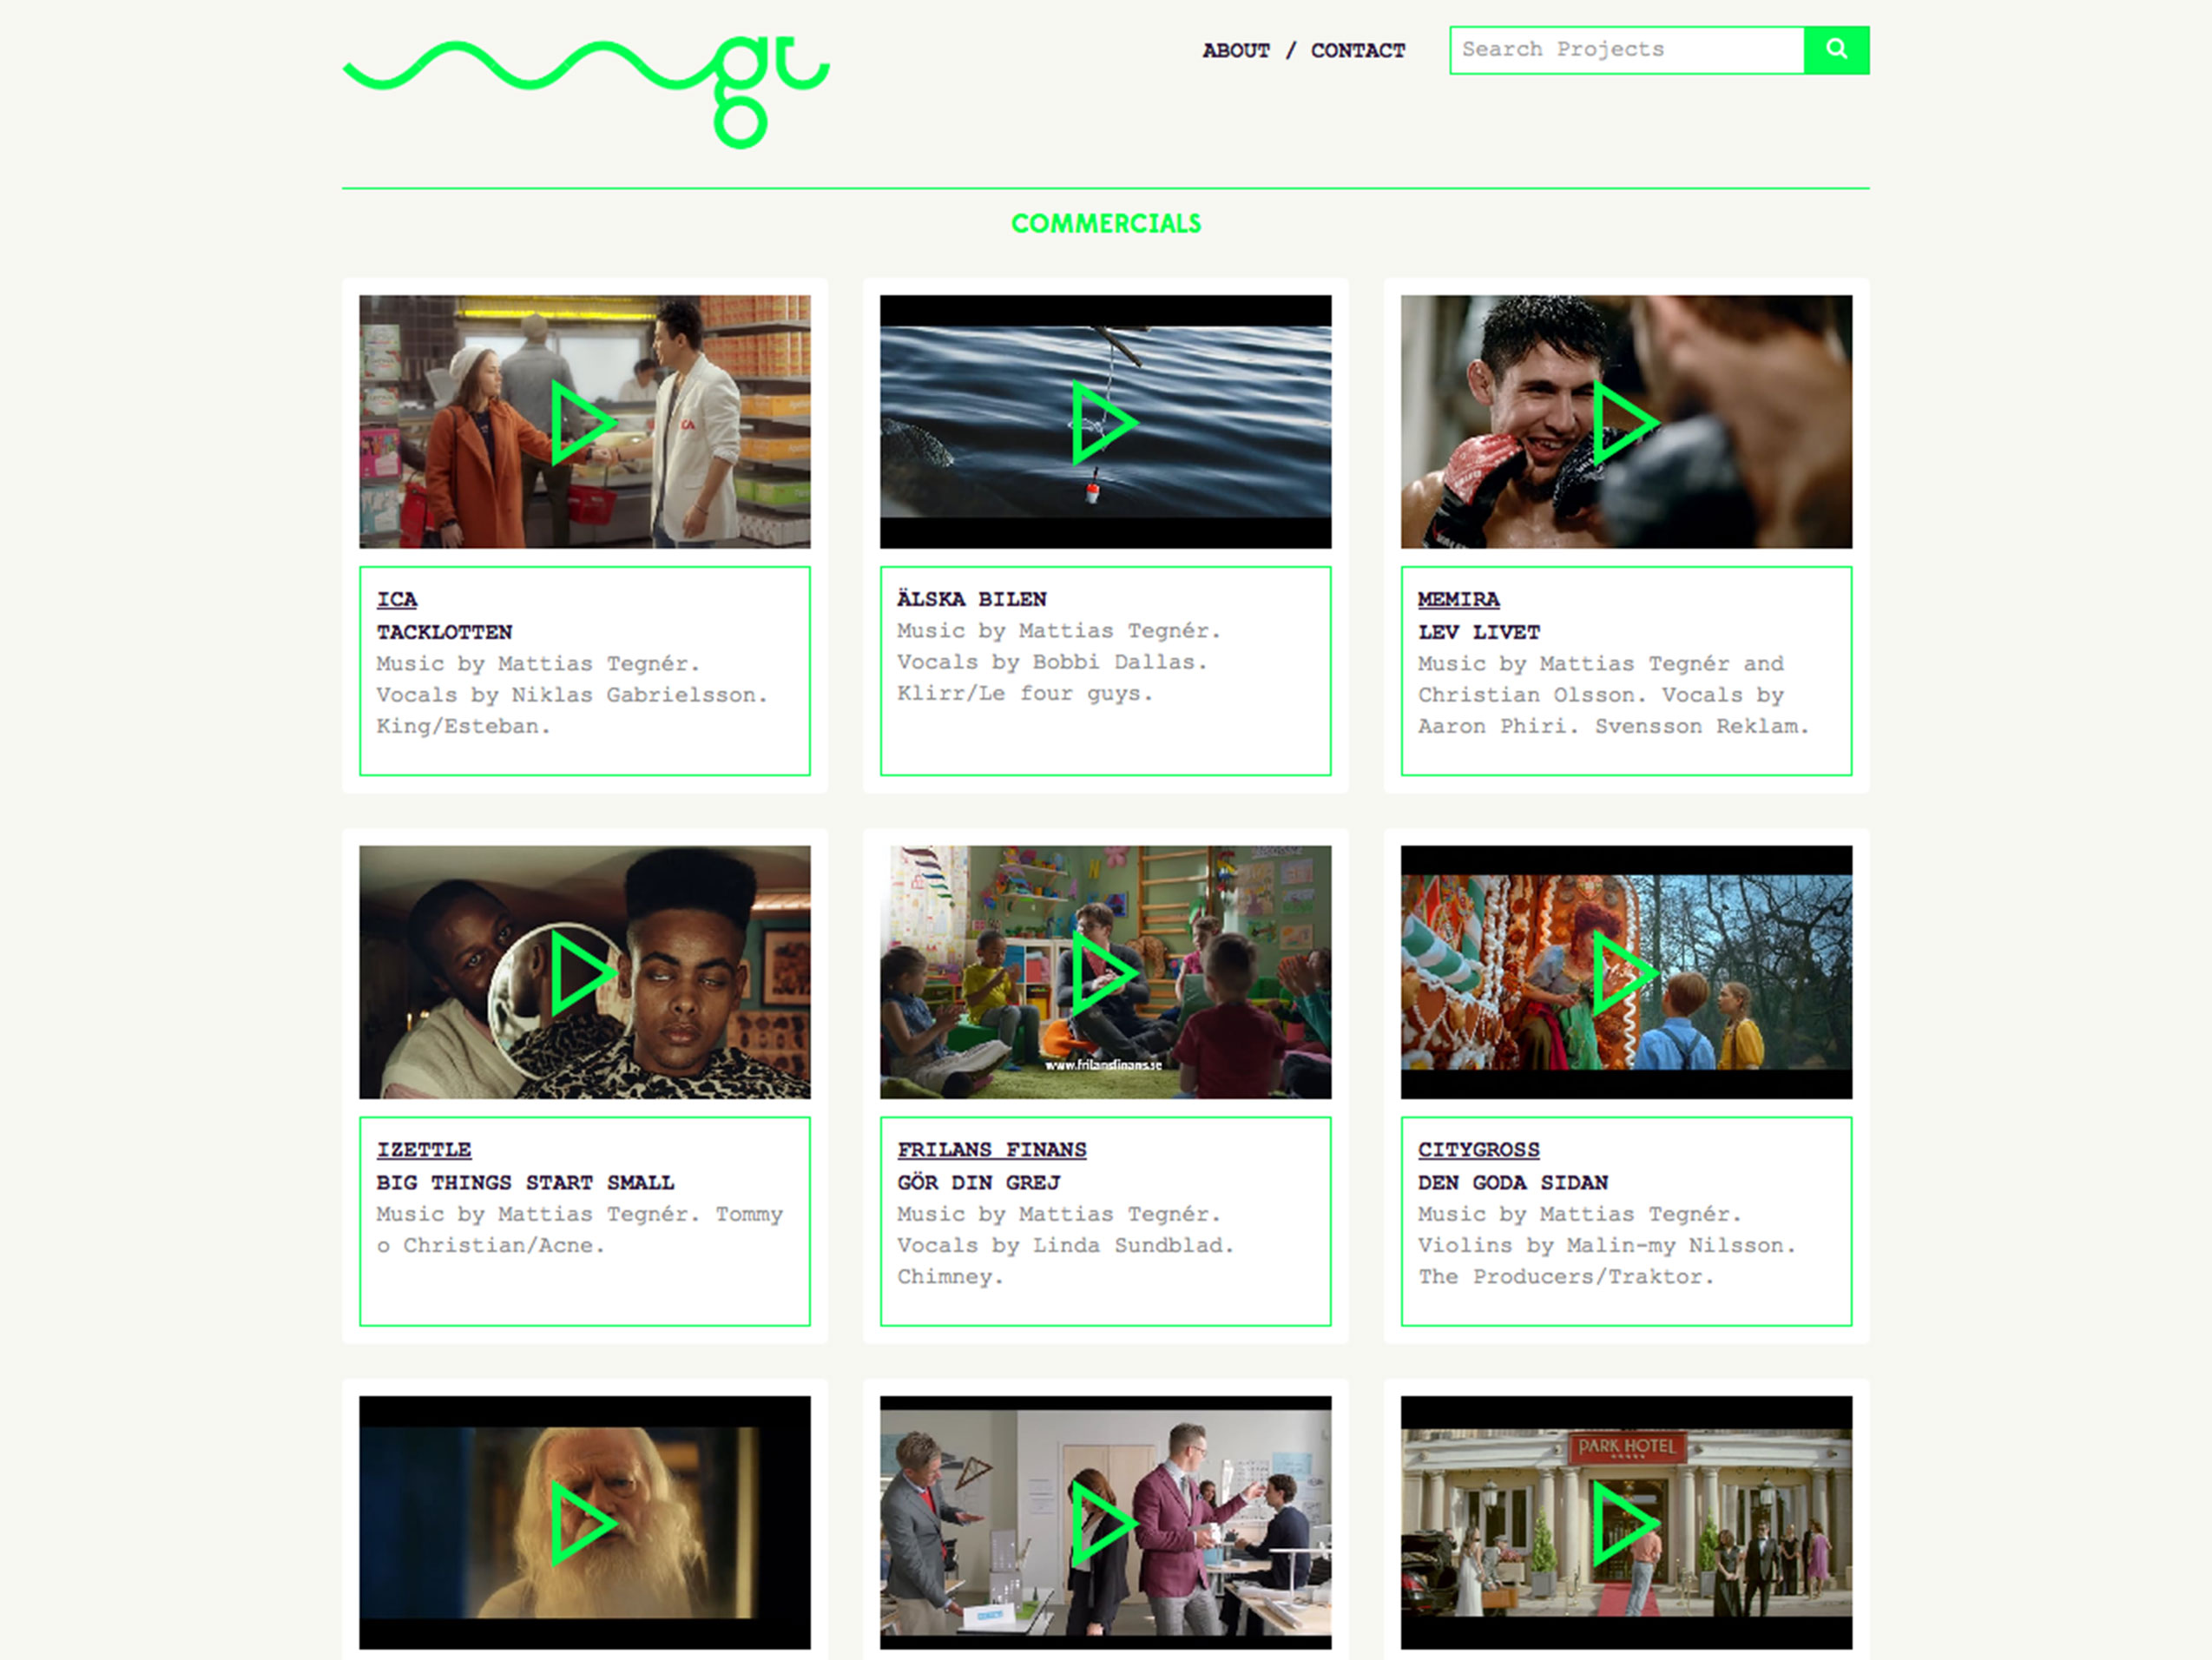 ABOUT / CONTACT
Search Projects
COMMERCIALS
ICA
TACKLOTTEN
Music by Mattias Tegnér.
Vocals by Niklas Gabrielsson.
King/Esteban.
ÄLSKA BILEN
Music by Mattias Tegnér.
Vocals by Bobbi Dallas.
Klirr/Le four guys.
MEMIRA
LEV LIVET
Music by Mattias Tegnér and
Christian Olsson. Vocals by
Aaron Phiri. Svensson Reklam.
www.frilansfinans.se
IZETTLE
BIG THINGS START SMALL
Music by Mattias Tegnér. Tommy
o Christian/Acne.
FRILANS FINANS
GÖR DIN GREJ
Music by Mattias Tegnér.
Vocals by Linda Sundblad.
Chimney.
CITYGROSS
DEN GODA SIDAN
Music by Mattias Tegnér.
Violins by Malin-my Nilsson.
The Producers/Traktor.
PARK HOTEL